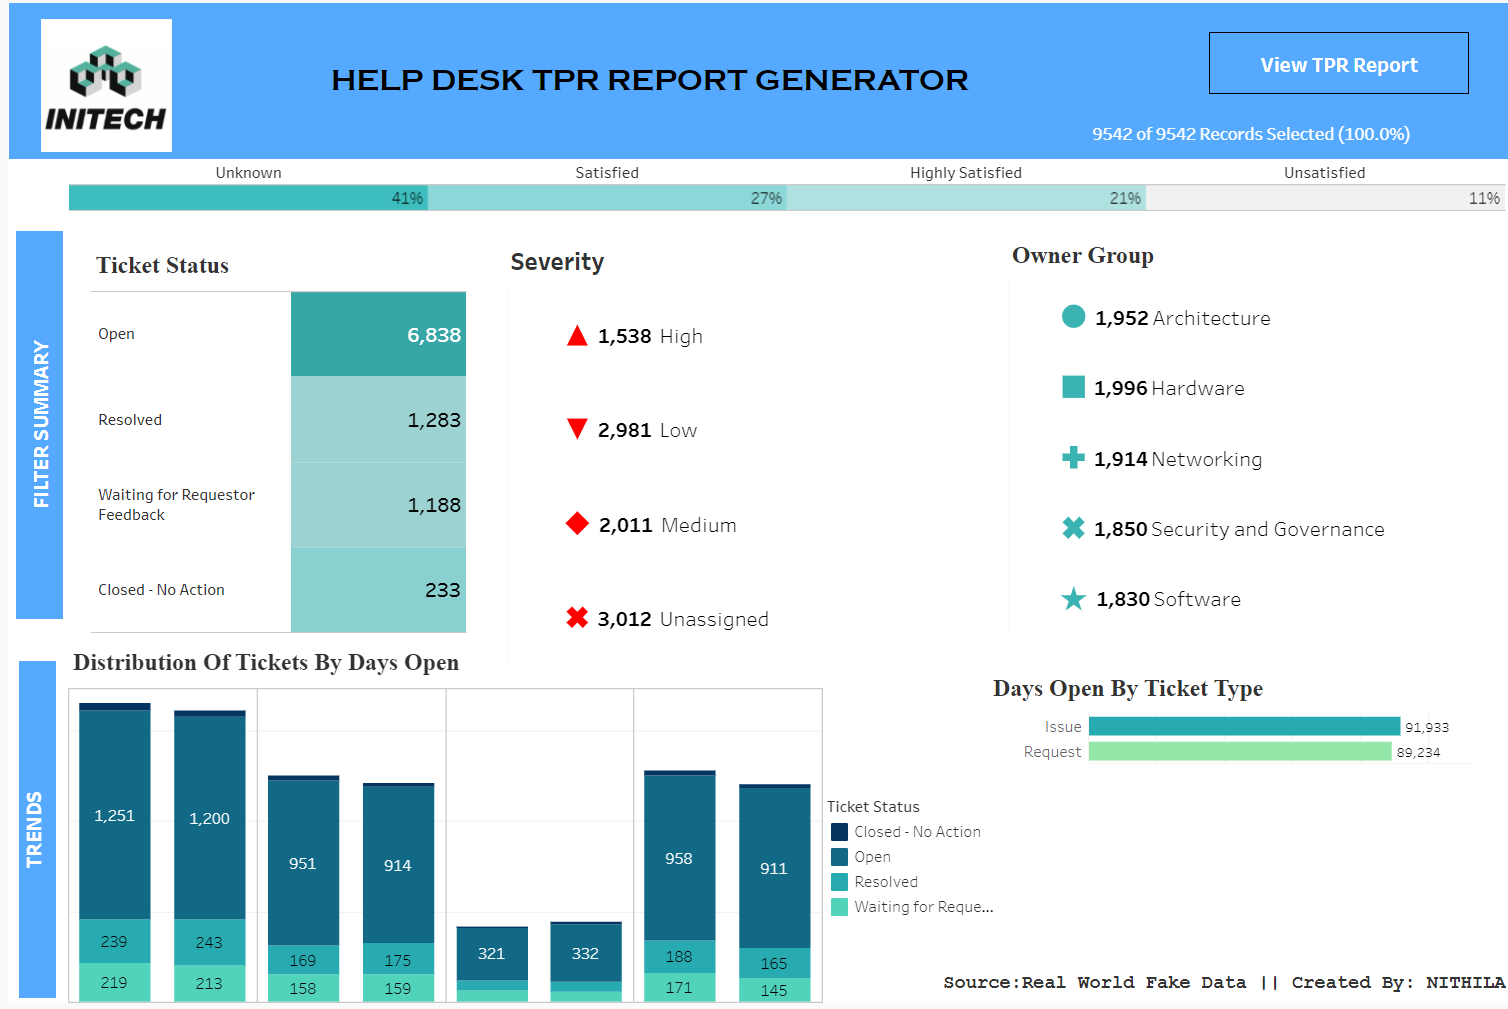 INITECH
HELP DESK TPR REPORT GENERATOR
View TPR Report
9542 of 9542 Records Selected (100.0%)
Unknown Satisfied Highly Satisfied Unsatisfied
41% 27% 21% 11%
FILTER SUMMARY
Ticket Status
Open 6,838
Resolved 1,283
Waiting for Requestor
Feedback 1,188
Closed - No Action 233
Severity
1,538 High
2,981 Low
2,011 Medium
3,012 Unassigned
Owner Group
1,952 Architecture
1,996 Hardware
1,914 Networking
1,850 Security and Governance
1,830 Software
TRENDS
Distribution Of Tickets By Days Open
1,251 1,200 951 914 321 332 958 911
239 243 169 175 188 165
219 213 158 159 171 145
Ticket Status
Closed - No Action
Open
Resolved
Waiting for Reque...
Days Open By Ticket Type
Issue 91,933
Request 89,234
Source:Real World Fake Data || Created By: NITHILA